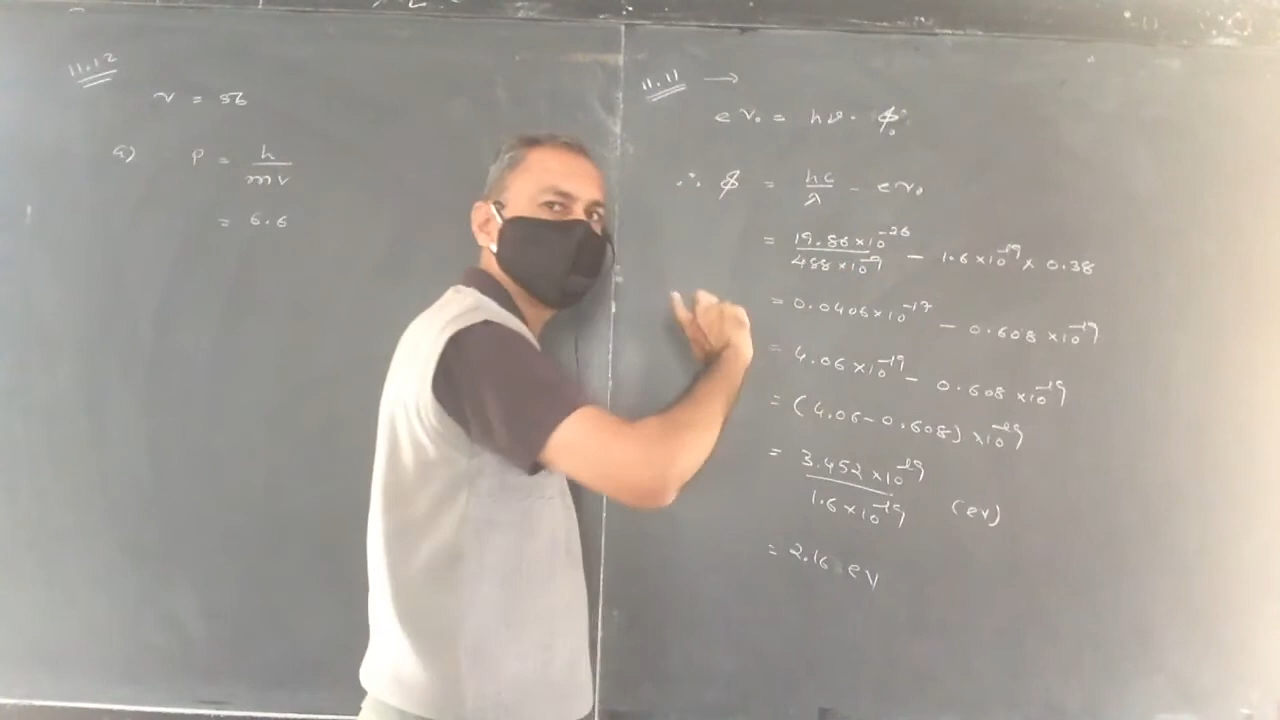 11.12
v = 56
a) P = h / mv
= 6.6
11.11 →
e v₀ = hν - ϕ₀
∴ ϕ = hc / λ - e v₀
= 19.86×10⁻²⁶ / 488×10⁻⁹ - 1.6×10⁻¹⁹ × 0.38
= 0.0406×10⁻¹⁷ - 0.608×10⁻¹⁹
= 4.06×10⁻¹⁹ - 0.608×10⁻¹⁹
= (4.06-0.608)×10⁻¹⁹
= 3.452×10⁻¹⁹ / 1.6×10⁻¹⁹ (ev)
= 2.16 ev